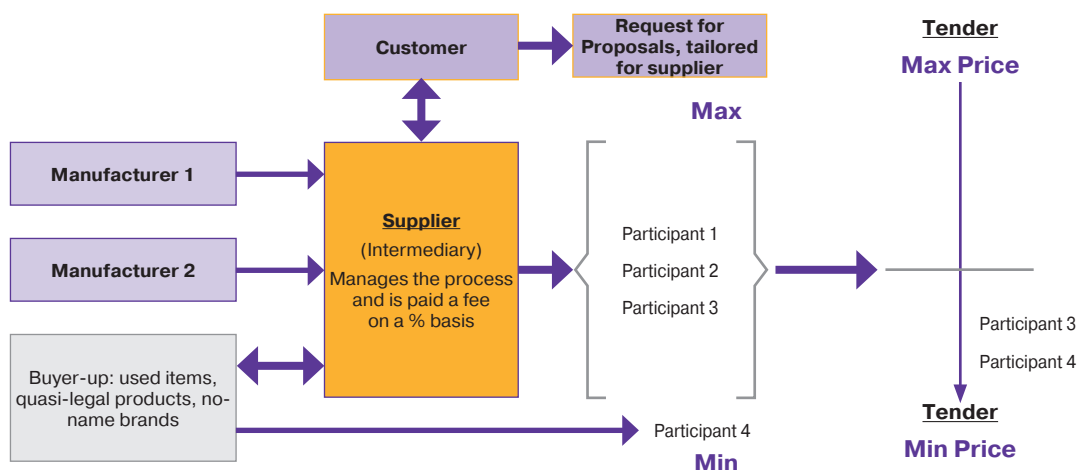 Customer
Request for
Proposals, tailored
for supplier
Tender
Max Price
Max
Manufacturer 1
Manufacturer 2
Supplier
(Intermediary)
Manages the process
and is paid a fee
on a % basis
Participant 1
Participant 2
Participant 3
Participant 3
Participant 4
Buyer-up: used items,
quasi-legal products, no-
name brands
Participant 4
Min
Tender
Min Price